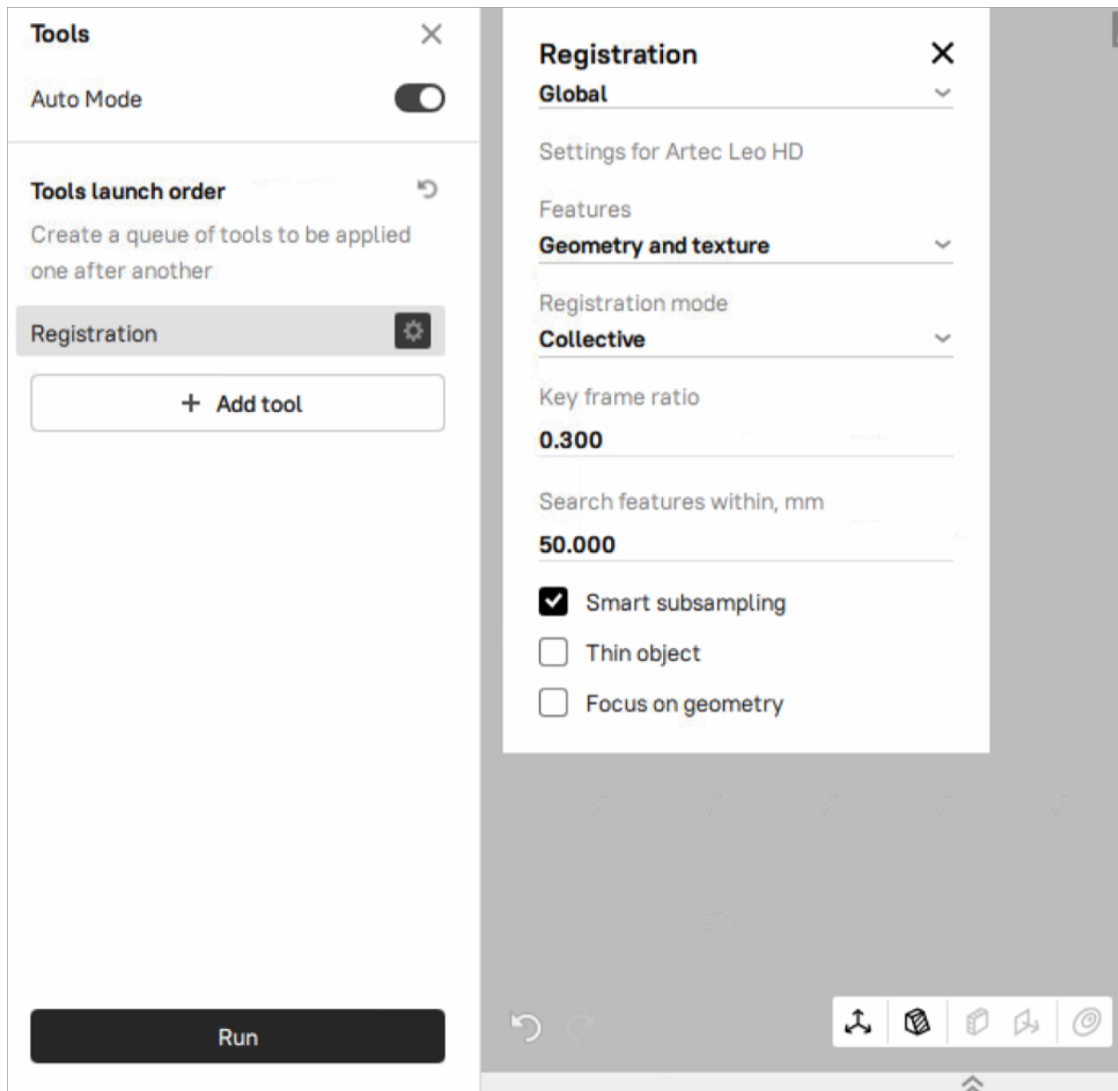 Tools
Auto Mode
Tools launch order
Create a queue of tools to be applied
one after another
Registration
+ Add tool
Run
Registration
Global
Settings for Artec Leo HD
Features
Geometry and texture
Registration mode
Collective
Key frame ratio
0.300
Search features within, mm
50.000
Smart subsampling
Thin object
Focus on geometry